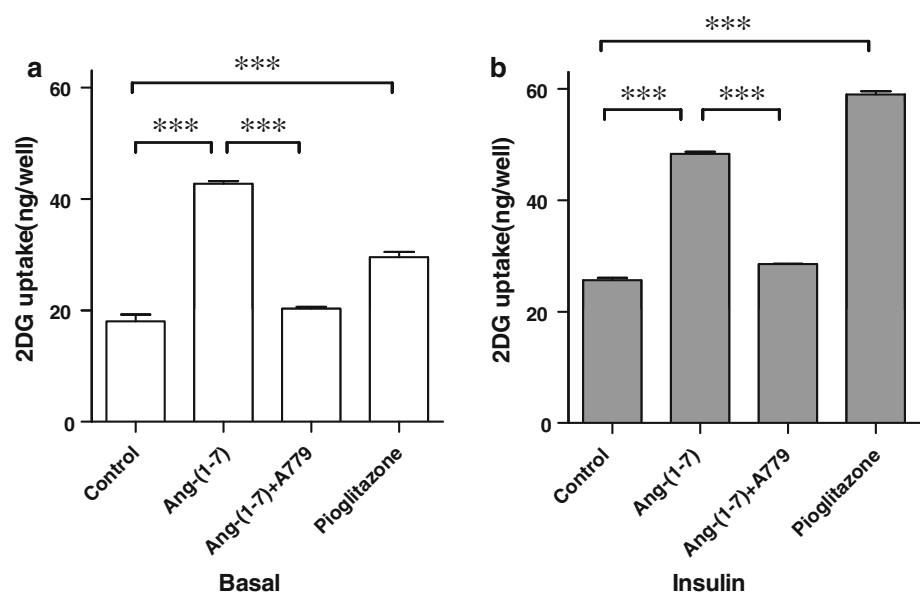 a
***
***
***
2DG uptake(ng/well)
60
40
20
0
Control
Ang-(1-7)
Ang-(1-7)+A779
Pioglitazone
Basal
b
***
***
***
2DG uptake(ng/well)
60
40
20
0
Control
Ang-(1-7)
Ang-(1-7)+A779
Pioglitazone
Insulin